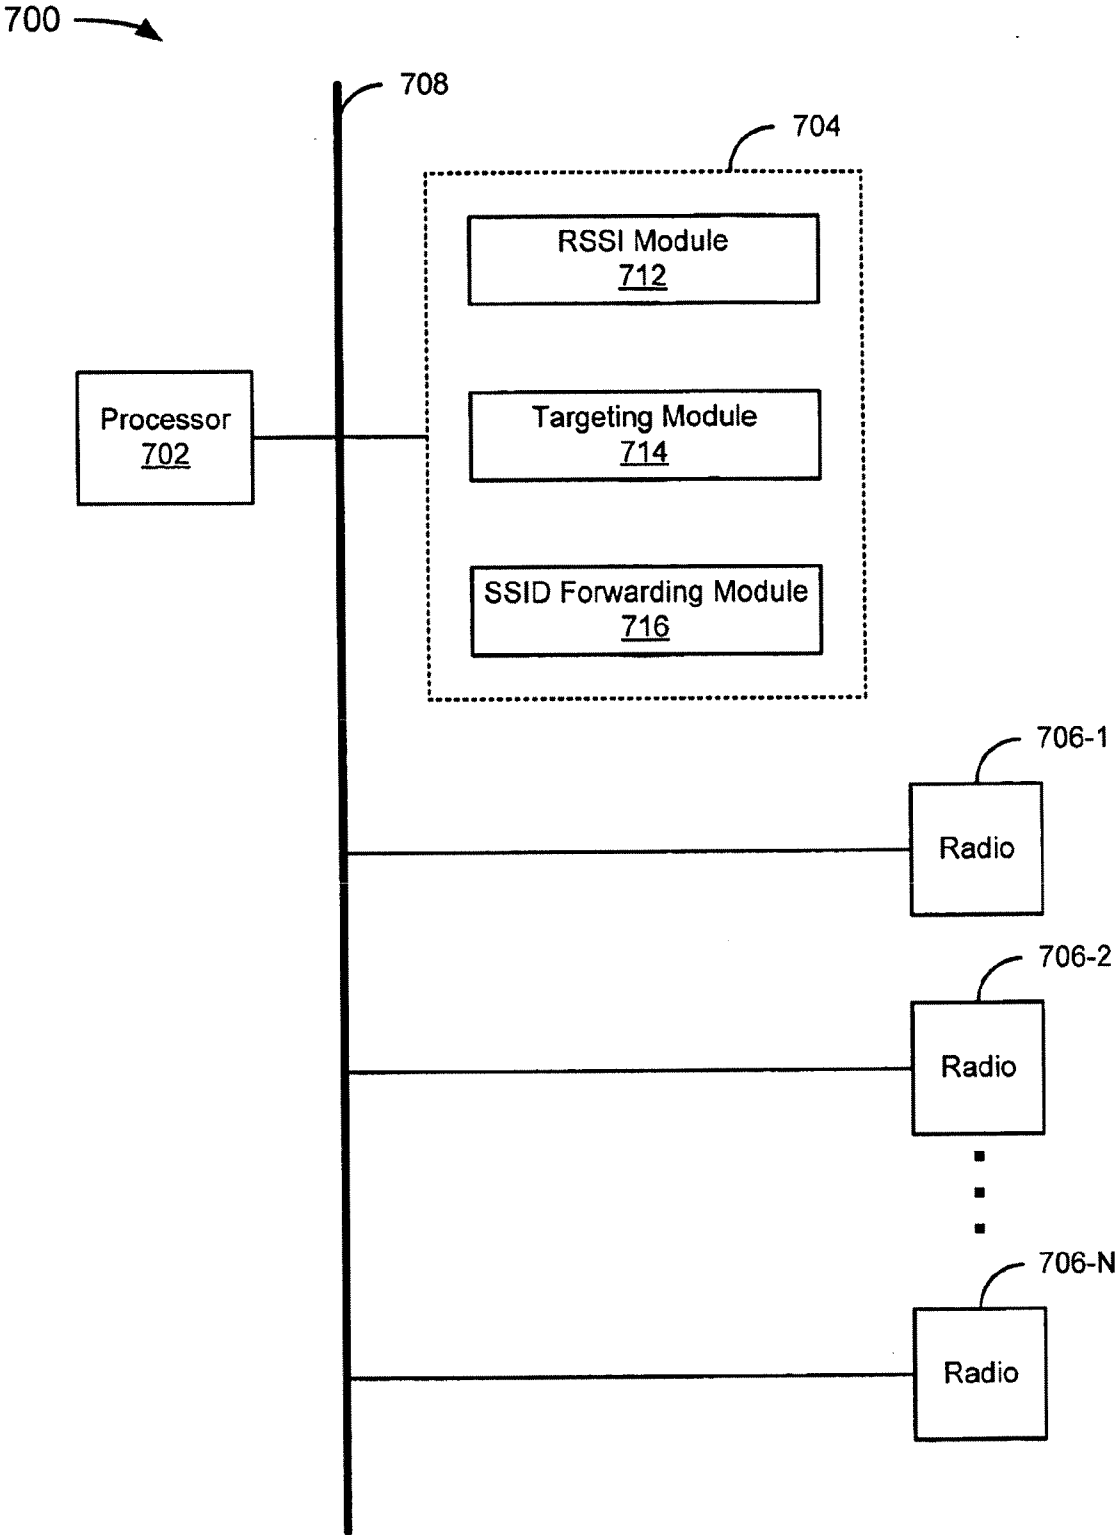 700
708
704
RSSI Module
712
Processor
702
Targeting Module
714
SSID Forwarding Module
716
706-1
Radio
706-2
Radio
706-N
Radio